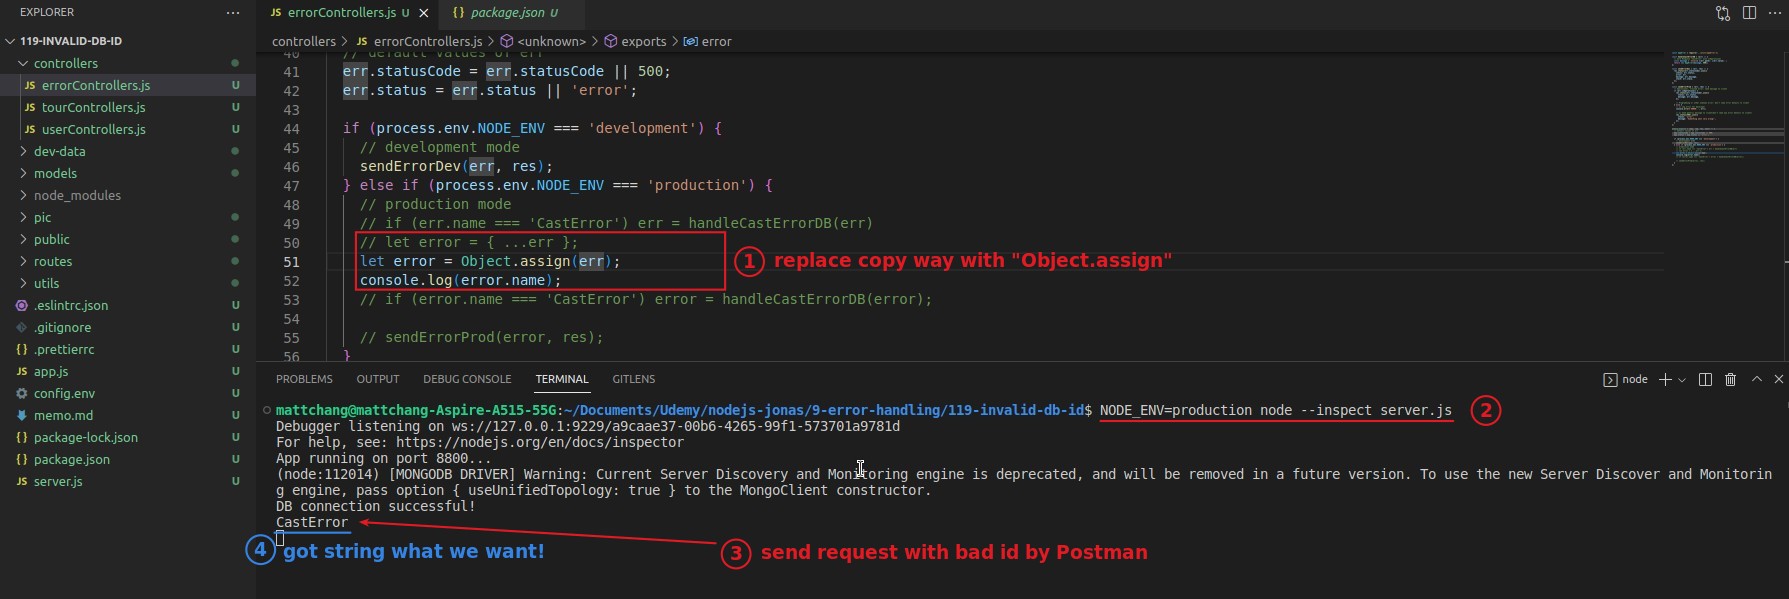 EXPLORER
···
JS errorControllers.js U ×
{} package.json U
119-INVALID-DB-ID
controllers > JS errorControllers.js > <unknown> > exports > error
controllers
JS errorControllers.js U
JS tourControllers.js U
JS userControllers.js U
dev-data
models
node_modules
pic
public
routes
utils
.eslintrc.json U
.gitignore U
{} .prettierrc U
JS app.js U
config.env U
memo.md U
{} package-lock.json U
{} package.json U
JS server.js U
40 // default values of err
41 err.statusCode = err.statusCode || 500;
42 err.status = err.status || 'error';
43
44 if (process.env.NODE_ENV === 'development') {
45 // development mode
46 sendErrorDev(err, res);
47 } else if (process.env.NODE_ENV === 'production') {
48 // production mode
49 // if (err.name === 'CastError') err = handleCastErrorDB(err)
50 // let error = { ...err };
51 let error = Object.assign(err);
52 console.log(error.name);
53 // if (error.name === 'CastError') error = handleCastErrorDB(error);
54
55 // sendErrorProd(error, res);
56 }
1 replace copy way with "Object.assign"
PROBLEMS OUTPUT DEBUG CONSOLE TERMINAL GITLENS
node
mattchang@mattchang-Aspire-A515-55G:~/Documents/Udemy/nodejs-jonas/9-error-handling/119-invalid-db-id$ NODE_ENV=production node --inspect server.js
2
Debugger listening on ws://127.0.0.1:9229/a9caae37-00b6-4265-99f1-573701a9781d
For help, see: https://nodejs.org/en/docs/inspector
App running on port 8800...
(node:112014) [MONGODB DRIVER] Warning: Current Server Discovery and Monitoring engine is deprecated, and will be removed in a future version. To use the new Server Discover and Monitorin
g engine, pass option { useUnifiedTopology: true } to the MongoClient constructor.
DB connection successful!
CastError
4 got string what we want!
3 send request with bad id by Postman